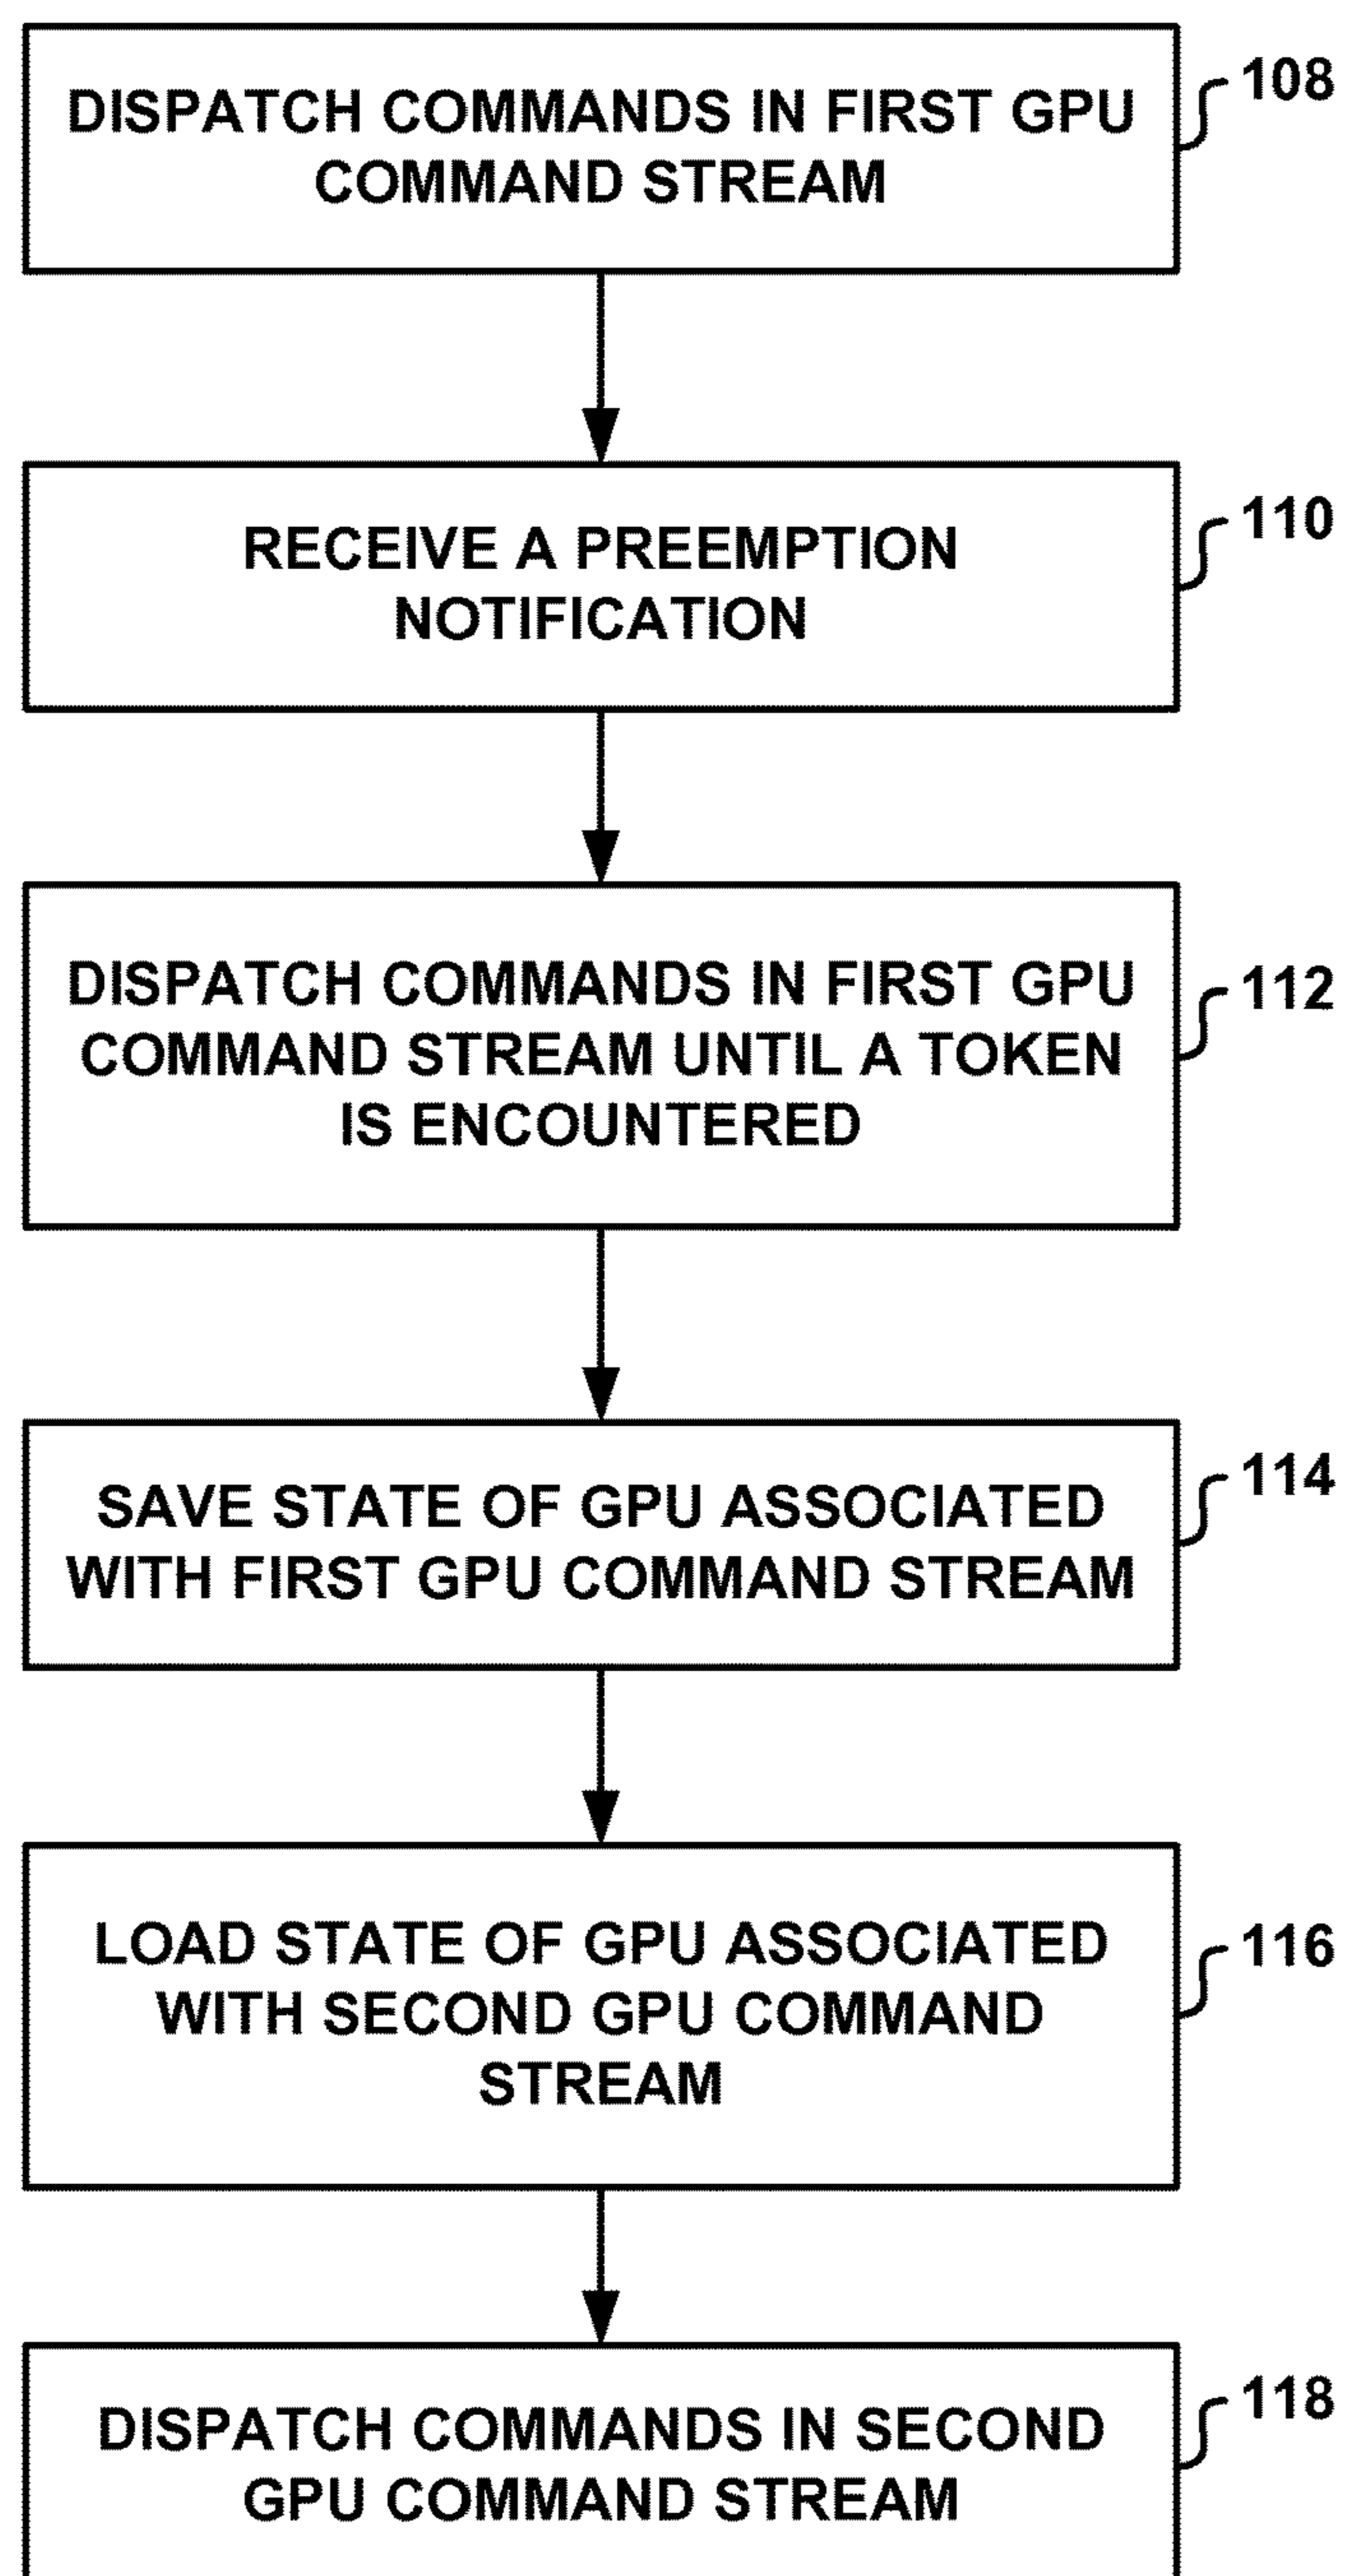 DISPATCH COMMANDS IN FIRST GPU
COMMAND STREAM
108
RECEIVE A PREEMPTION
NOTIFICATION
110
DISPATCH COMMANDS IN FIRST GPU
COMMAND STREAM UNTIL A TOKEN
IS ENCOUNTERED
112
SAVE STATE OF GPU ASSOCIATED
WITH FIRST GPU COMMAND STREAM
114
LOAD STATE OF GPU ASSOCIATED
WITH SECOND GPU COMMAND
STREAM
116
DISPATCH COMMANDS IN SECOND
GPU COMMAND STREAM
118